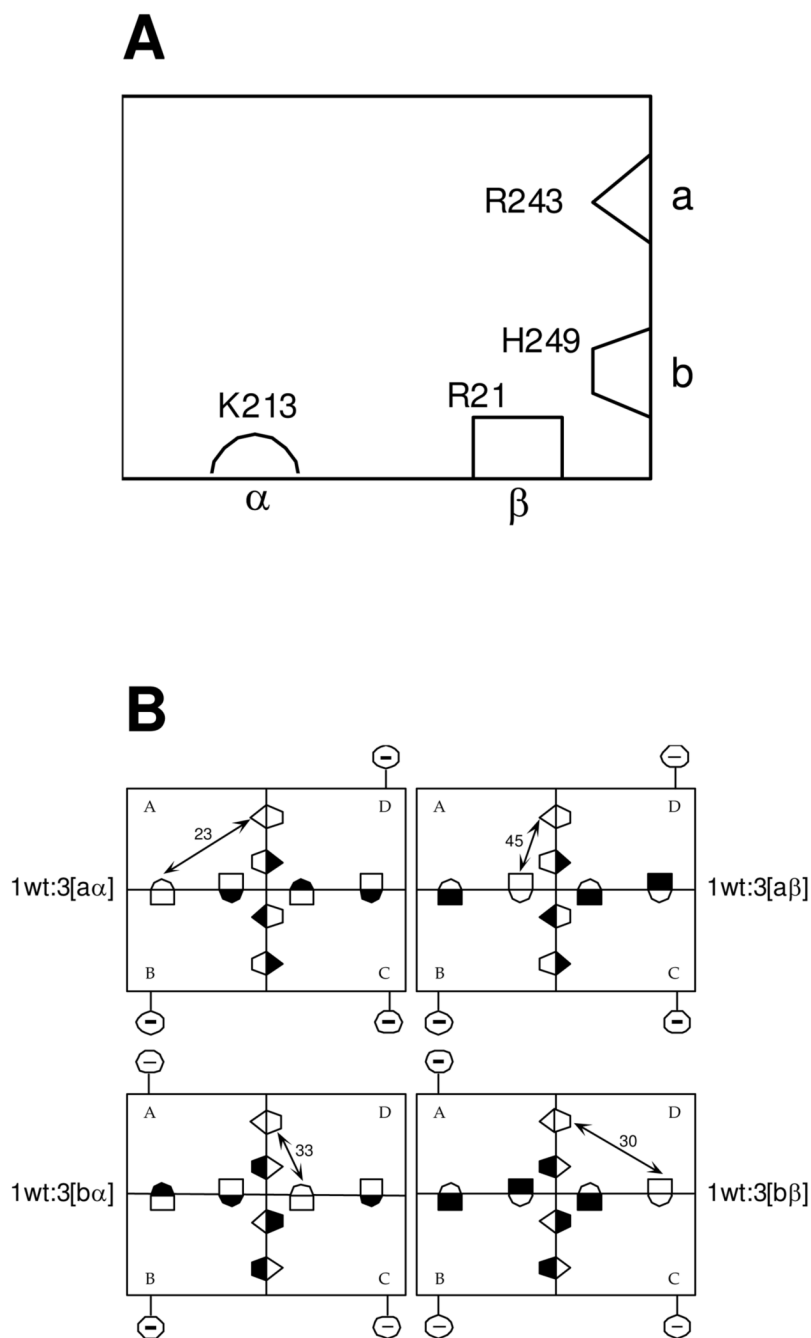 A
R243 a
H249 b
R21
K213
α β
B
− −
A D A D
23 45
1wt:3[aα] 1wt:3[aβ]
B C B C
− − − −
− −
A D A D
33 30
1wt:3[bα] 1wt:3[bβ]
B C B C
− − − −